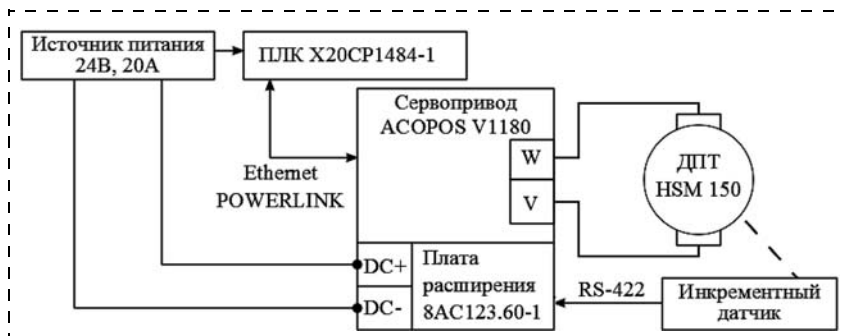 Источник питания
24В, 20А
ПЛК X20CP1484-1
Сервопривод
ACOPOS V1180
Ethernet
POWERLINK
W
V
ДПТ
HSM 150
DC+
DC-
Плата
расширения
8AC123.60-1
RS-422
Инкрементный
датчик